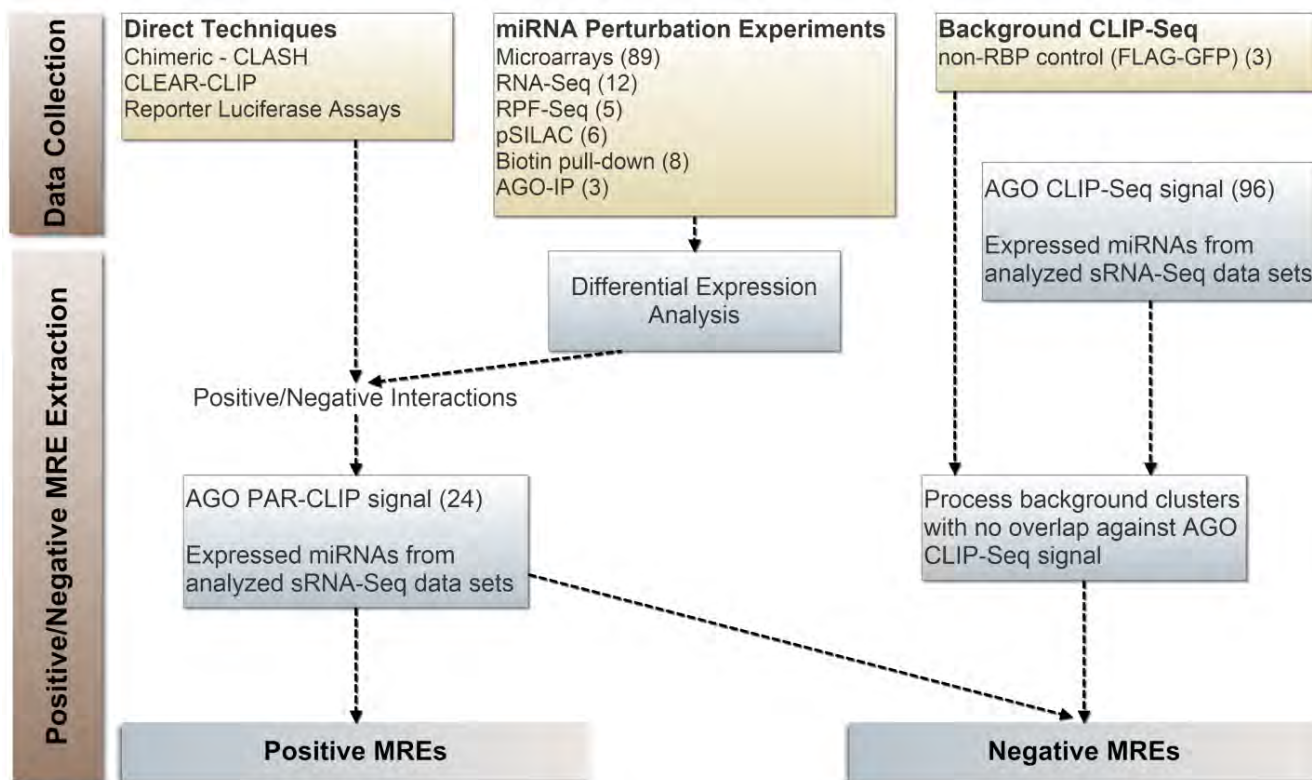 Data Collection
Direct Techniques
Chimeric - CLASH
CLEAR-CLIP
Reporter Luciferase Assays
miRNA Perturbation Experiments
Microarrays (89)
RNA-Seq (12)
RPF-Seq (5)
pSILAC (6)
Biotin pull-down (8)
AGO-IP (3)
Background CLIP-Seq
non-RBP control (FLAG-GFP) (3)
AGO CLIP-Seq signal (96)
Expressed miRNAs from
analyzed sRNA-Seq data sets
Positive/Negative MRE Extraction
Differential Expression
Analysis
Positive/Negative Interactions
AGO PAR-CLIP signal (24)
Expressed miRNAs from
analyzed sRNA-Seq data sets
Process background clusters
with no overlap against AGO
CLIP-Seq signal
Positive MREs
Negative MREs